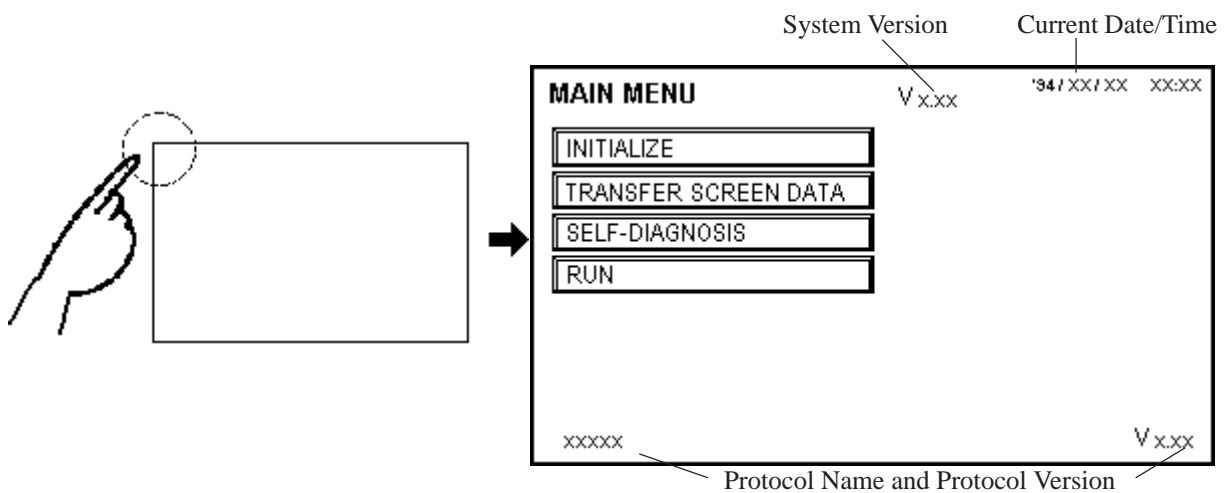 System Version Current Date/Time
MAIN MENU V x.xx '94 / XX / XX XX:XX
INITIALIZE
TRANSFER SCREEN DATA
SELF-DIAGNOSIS
RUN
xxxxx V x.xx
Protocol Name and Protocol Version